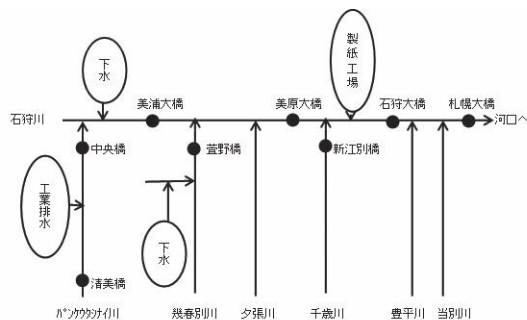 下水
製紙工場
美浦大橋
美原大橋
石狩大橋
札幌大橋
石狩川
河口へ
中央橋
萱野橋
新江別橋
工業排水
下水
清美橋
ﾊﾟﾝｹｳﾀｼﾅｲ川
幾春別川
夕張川
千歳川
豊平川
当別川